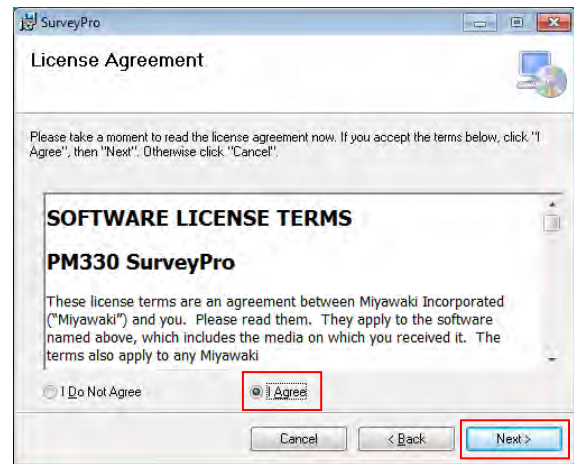 SurveyPro
License Agreement
Please take a moment to read the license agreement now. If you accept the terms below, click "I
Agree", then "Next". Otherwise click "Cancel".
SOFTWARE LICENSE TERMS
PM330 SurveyPro
These license terms are an agreement between Miyawaki Incorporated
("Miyawaki") and you. Please read them. They apply to the software
named above, which includes the media on which you received it. The
terms also apply to any Miyawaki
I Do Not Agree
I Agree
Cancel
< Back
Next >